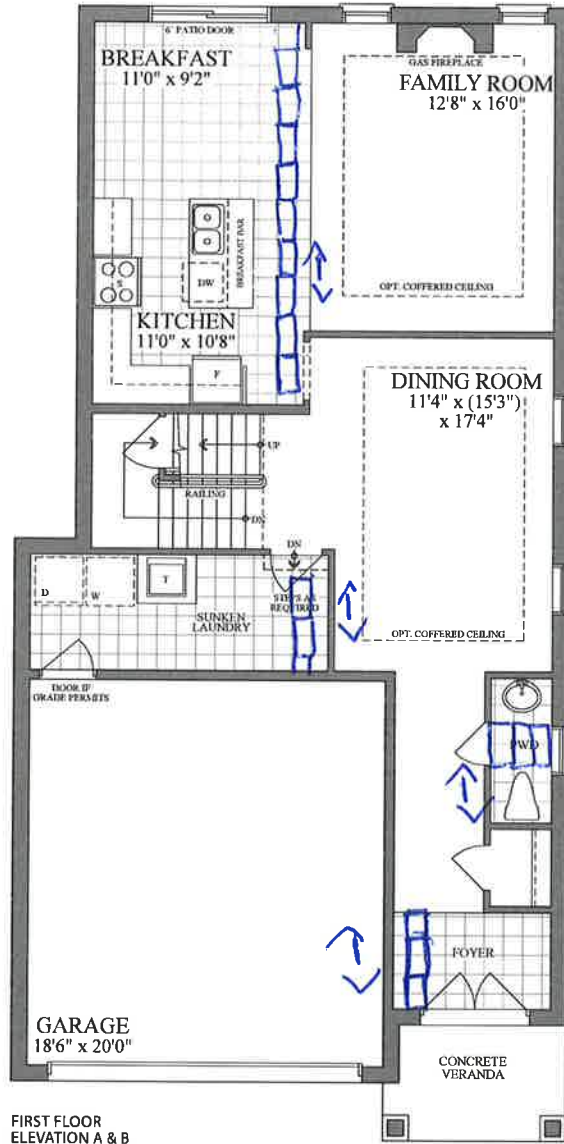 6' PATIO DOOR
BREAKFAST
11'0" x 9'2"
GAS FIREPLACE
FAMILY ROOM
12'8" x 16'0"
BREAKFAST BAR
DW
OPT. COFFERED CEILING
KITCHEN
11'0" x 10'8"
F
DINING ROOM
11'4" x (15'3")
x 17'4"
UP
RAILING
DN
DN
D
W
T
STEPS AS
REQUIRED
SUNKEN
LAUNDRY
OPT. COFFERED CEILING
DOOR IF
GRADE PERMITS
PWD
FOYER
GARAGE
18'6" x 20'0"
CONCRETE
VERANDA
FIRST FLOOR
ELEVATION A & B